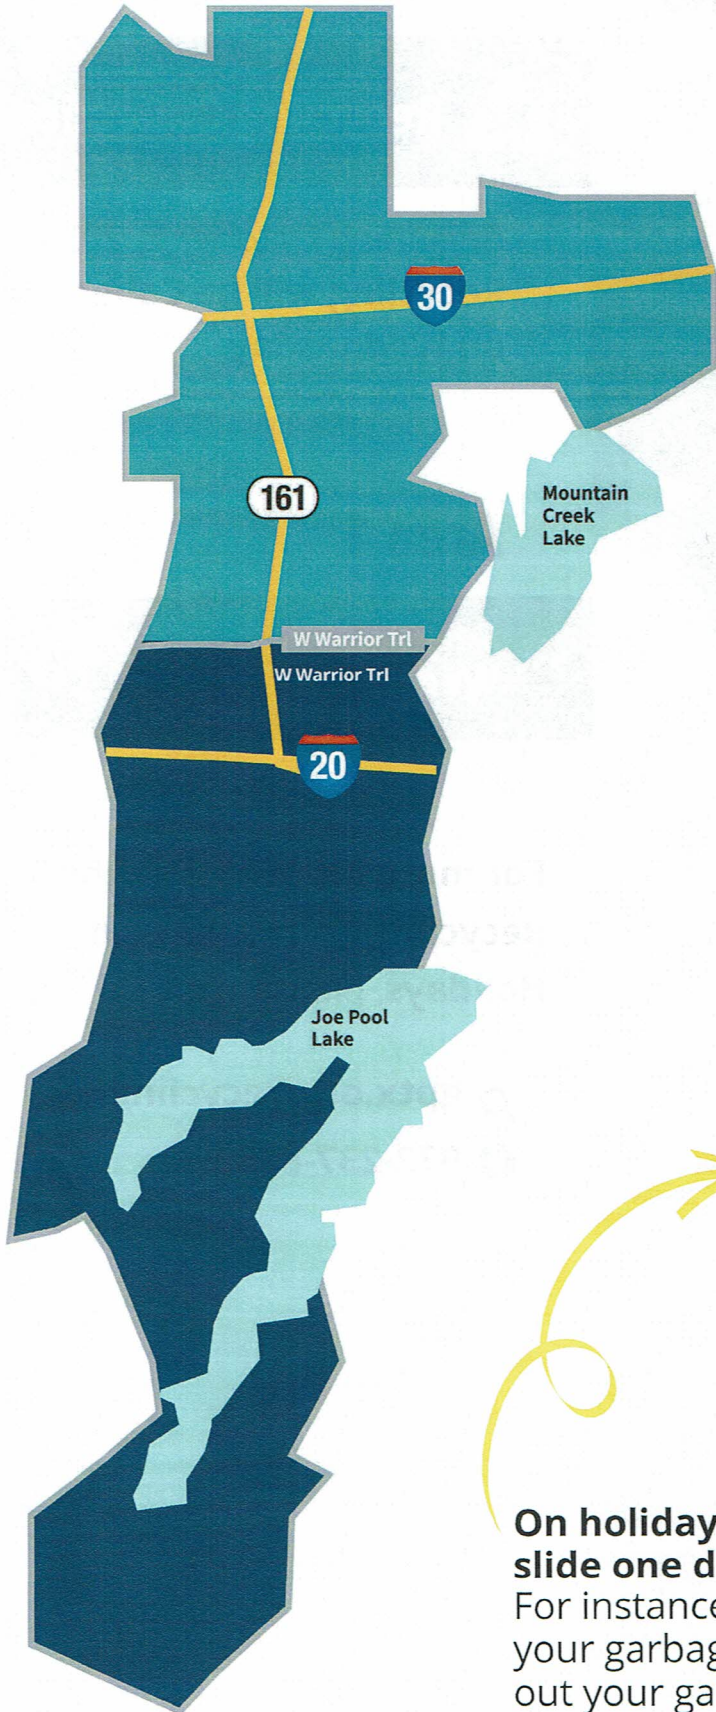 30
161
Mountain
Creek
Lake
W Warrior Trl
W Warrior Trl
20
Joe Pool
Lake
On holiday
slide one d
For instance
your garbag
out your ga